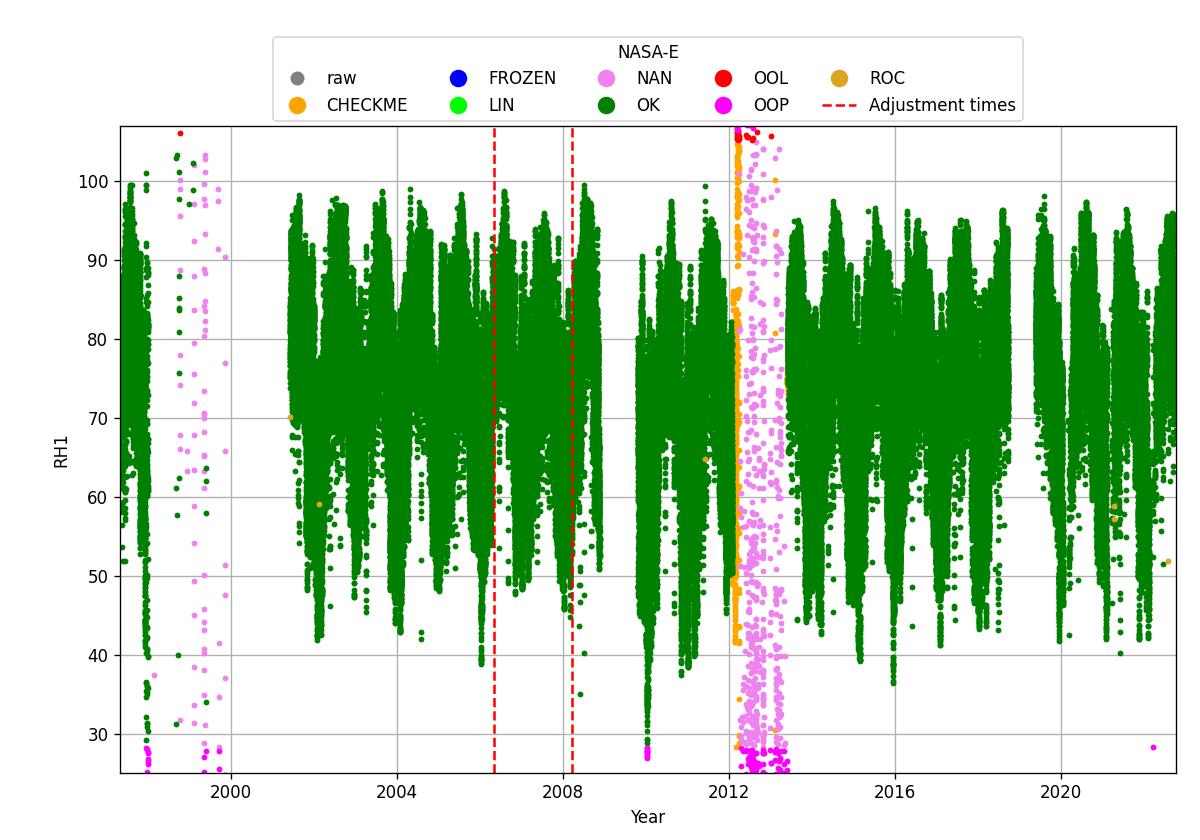 NASA-E
raw FROZEN NAN OOL ROC
CHECKME LIN OK OOP Adjustment times
100
90
80
70
60
50
40
30
RH1
2000 2004 2008 2012 2016 2020
Year